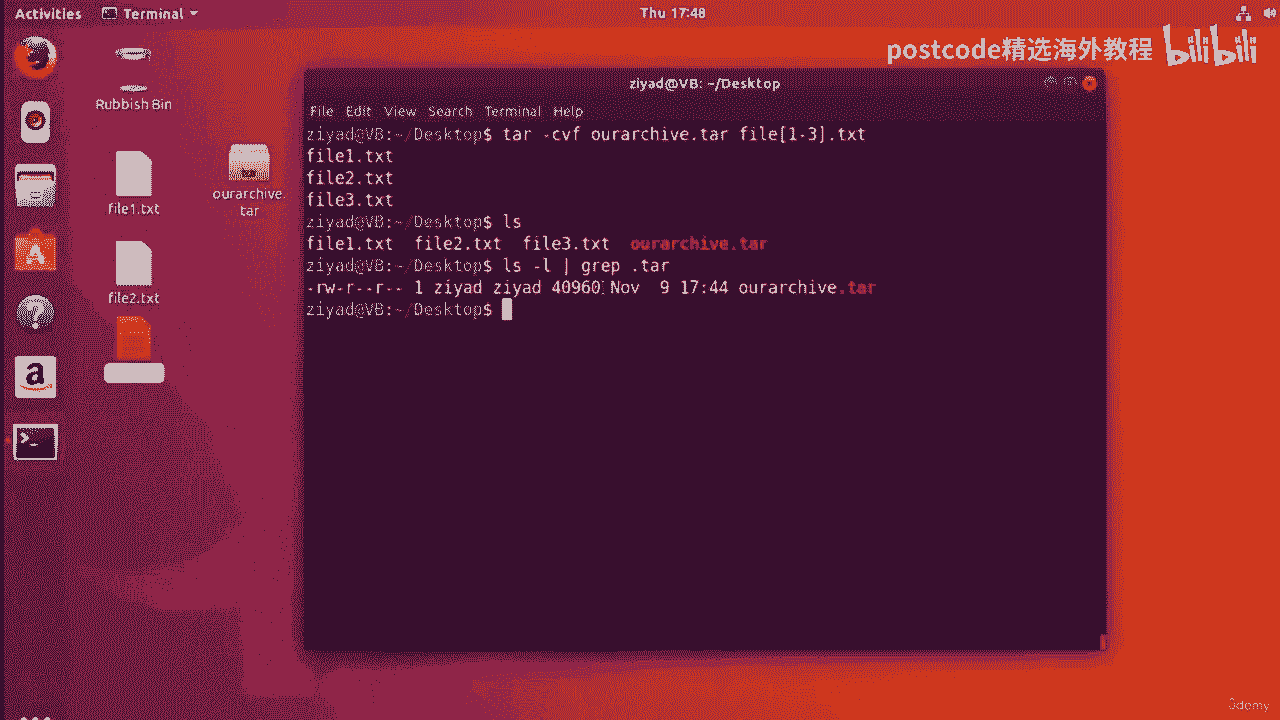 Activities Terminal Thu 17:48
postcode精选海外教程 bilibili
Rubbish Bin
file1.txt
file2.txt
ourarchive.
tar
ziyad@VB: ~/Desktop
File Edit View Search Terminal Help
ziyad@VB:~/Desktop$ tar -cvf ourarchive.tar file[1-3].txt
file1.txt
file2.txt
file3.txt
ziyad@VB:~/Desktop$ ls
file1.txt file2.txt file3.txt ourarchive.tar
ziyad@VB:~/Desktop$ ls -l | grep .tar
-rw-r--r-- 1 ziyad ziyad 40960 Nov 9 17:44 ourarchive.tar
ziyad@VB:~/Desktop$
a
Udemy